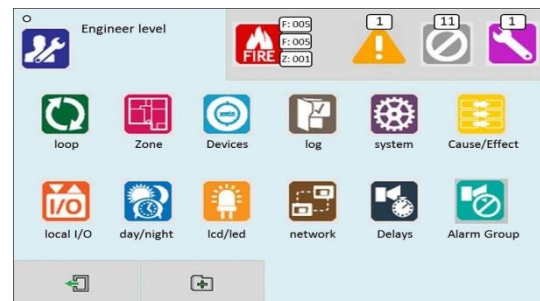 Engineer level
FIRE
F: 005
F: 005
Z: 001
1
11
1
loop
Zone
Devices
log
system
Cause/Effect
I/O
local I/O
day/night
lcd/led
network
Delays
Alarm Group